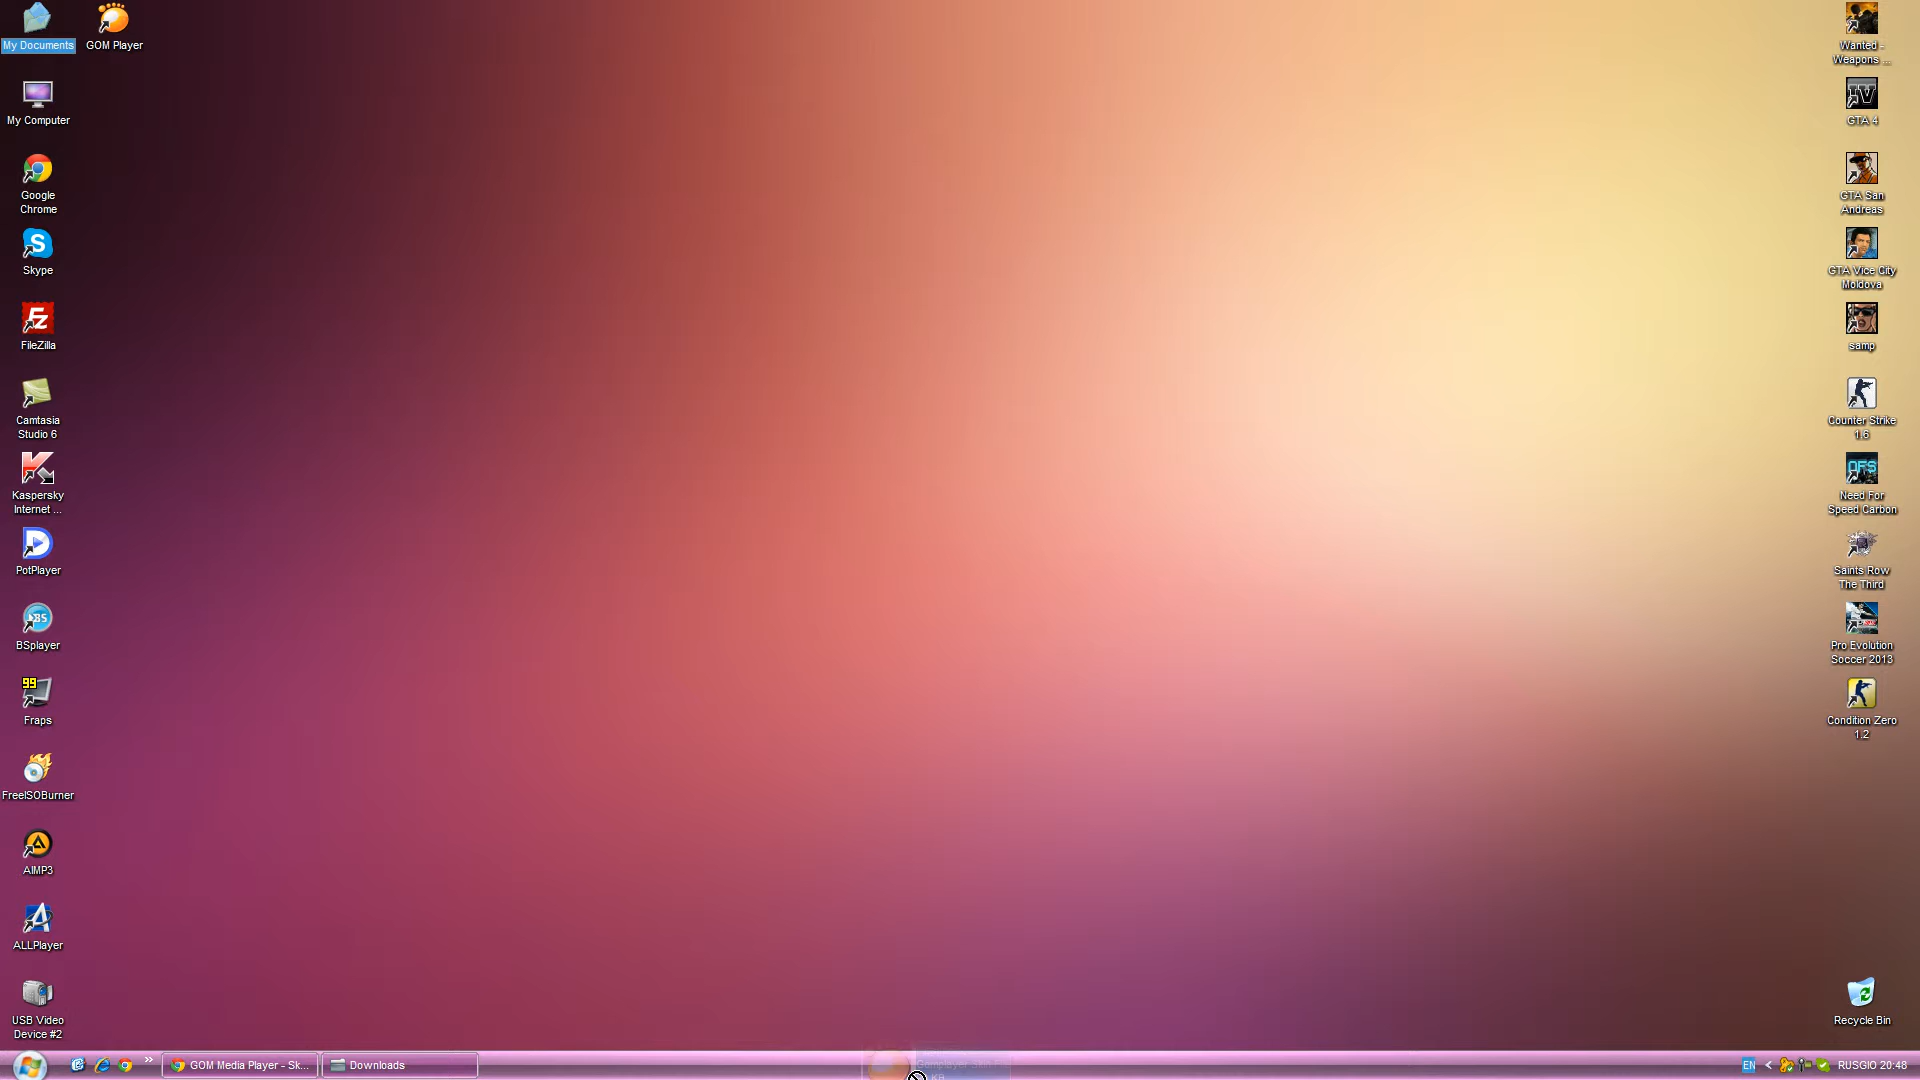 My Documents
GOM Player
My Computer
Google
Chrome
Skype
FileZilla
Camtasia
Studio 6
Kaspersky
Internet ...
PotPlayer
BSplayer
99
Fraps
FreeISOBurner
AIMP3
ALLPlayer
USB Video
Device #2
Wanted -
Weapons ...
IV
GTA 4
GTA San
Andreas
GTA Vice City
Moldova
samp
Counter Strike
1.6
Need For
Speed Carbon
Saints Row
The Third
Pro Evolution
Soccer 2013
Condition Zero
1.2
Recycle Bin
GOM Media Player - Sk...
Downloads
KB
EN
RUSGIO 20:48